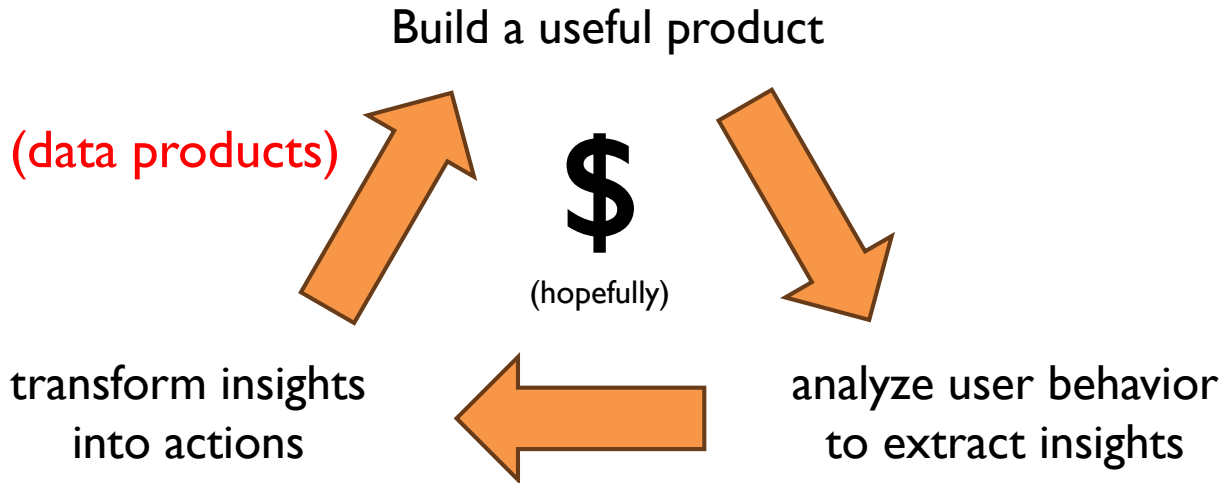 Build a useful product
(data products)
$
(hopefully)
transform insights
into actions
analyze user behavior
to extract insights